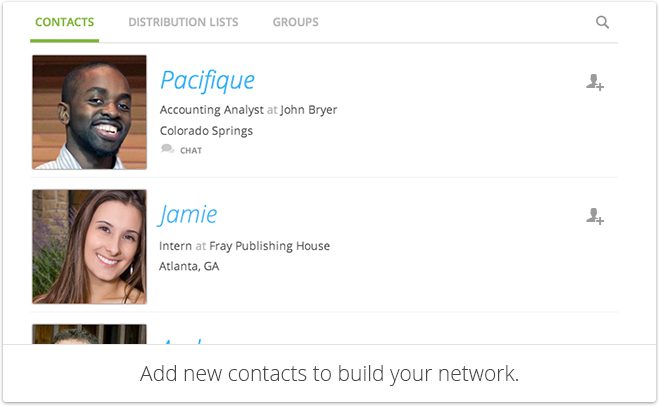 CONTACTS DISTRIBUTION LISTS GROUPS
Pacifique
Accounting Analyst at John Bryer
Colorado Springs
CHAT
Jamie
Intern at Fray Publishing House
Atlanta, GA
Add new contacts to build your network.